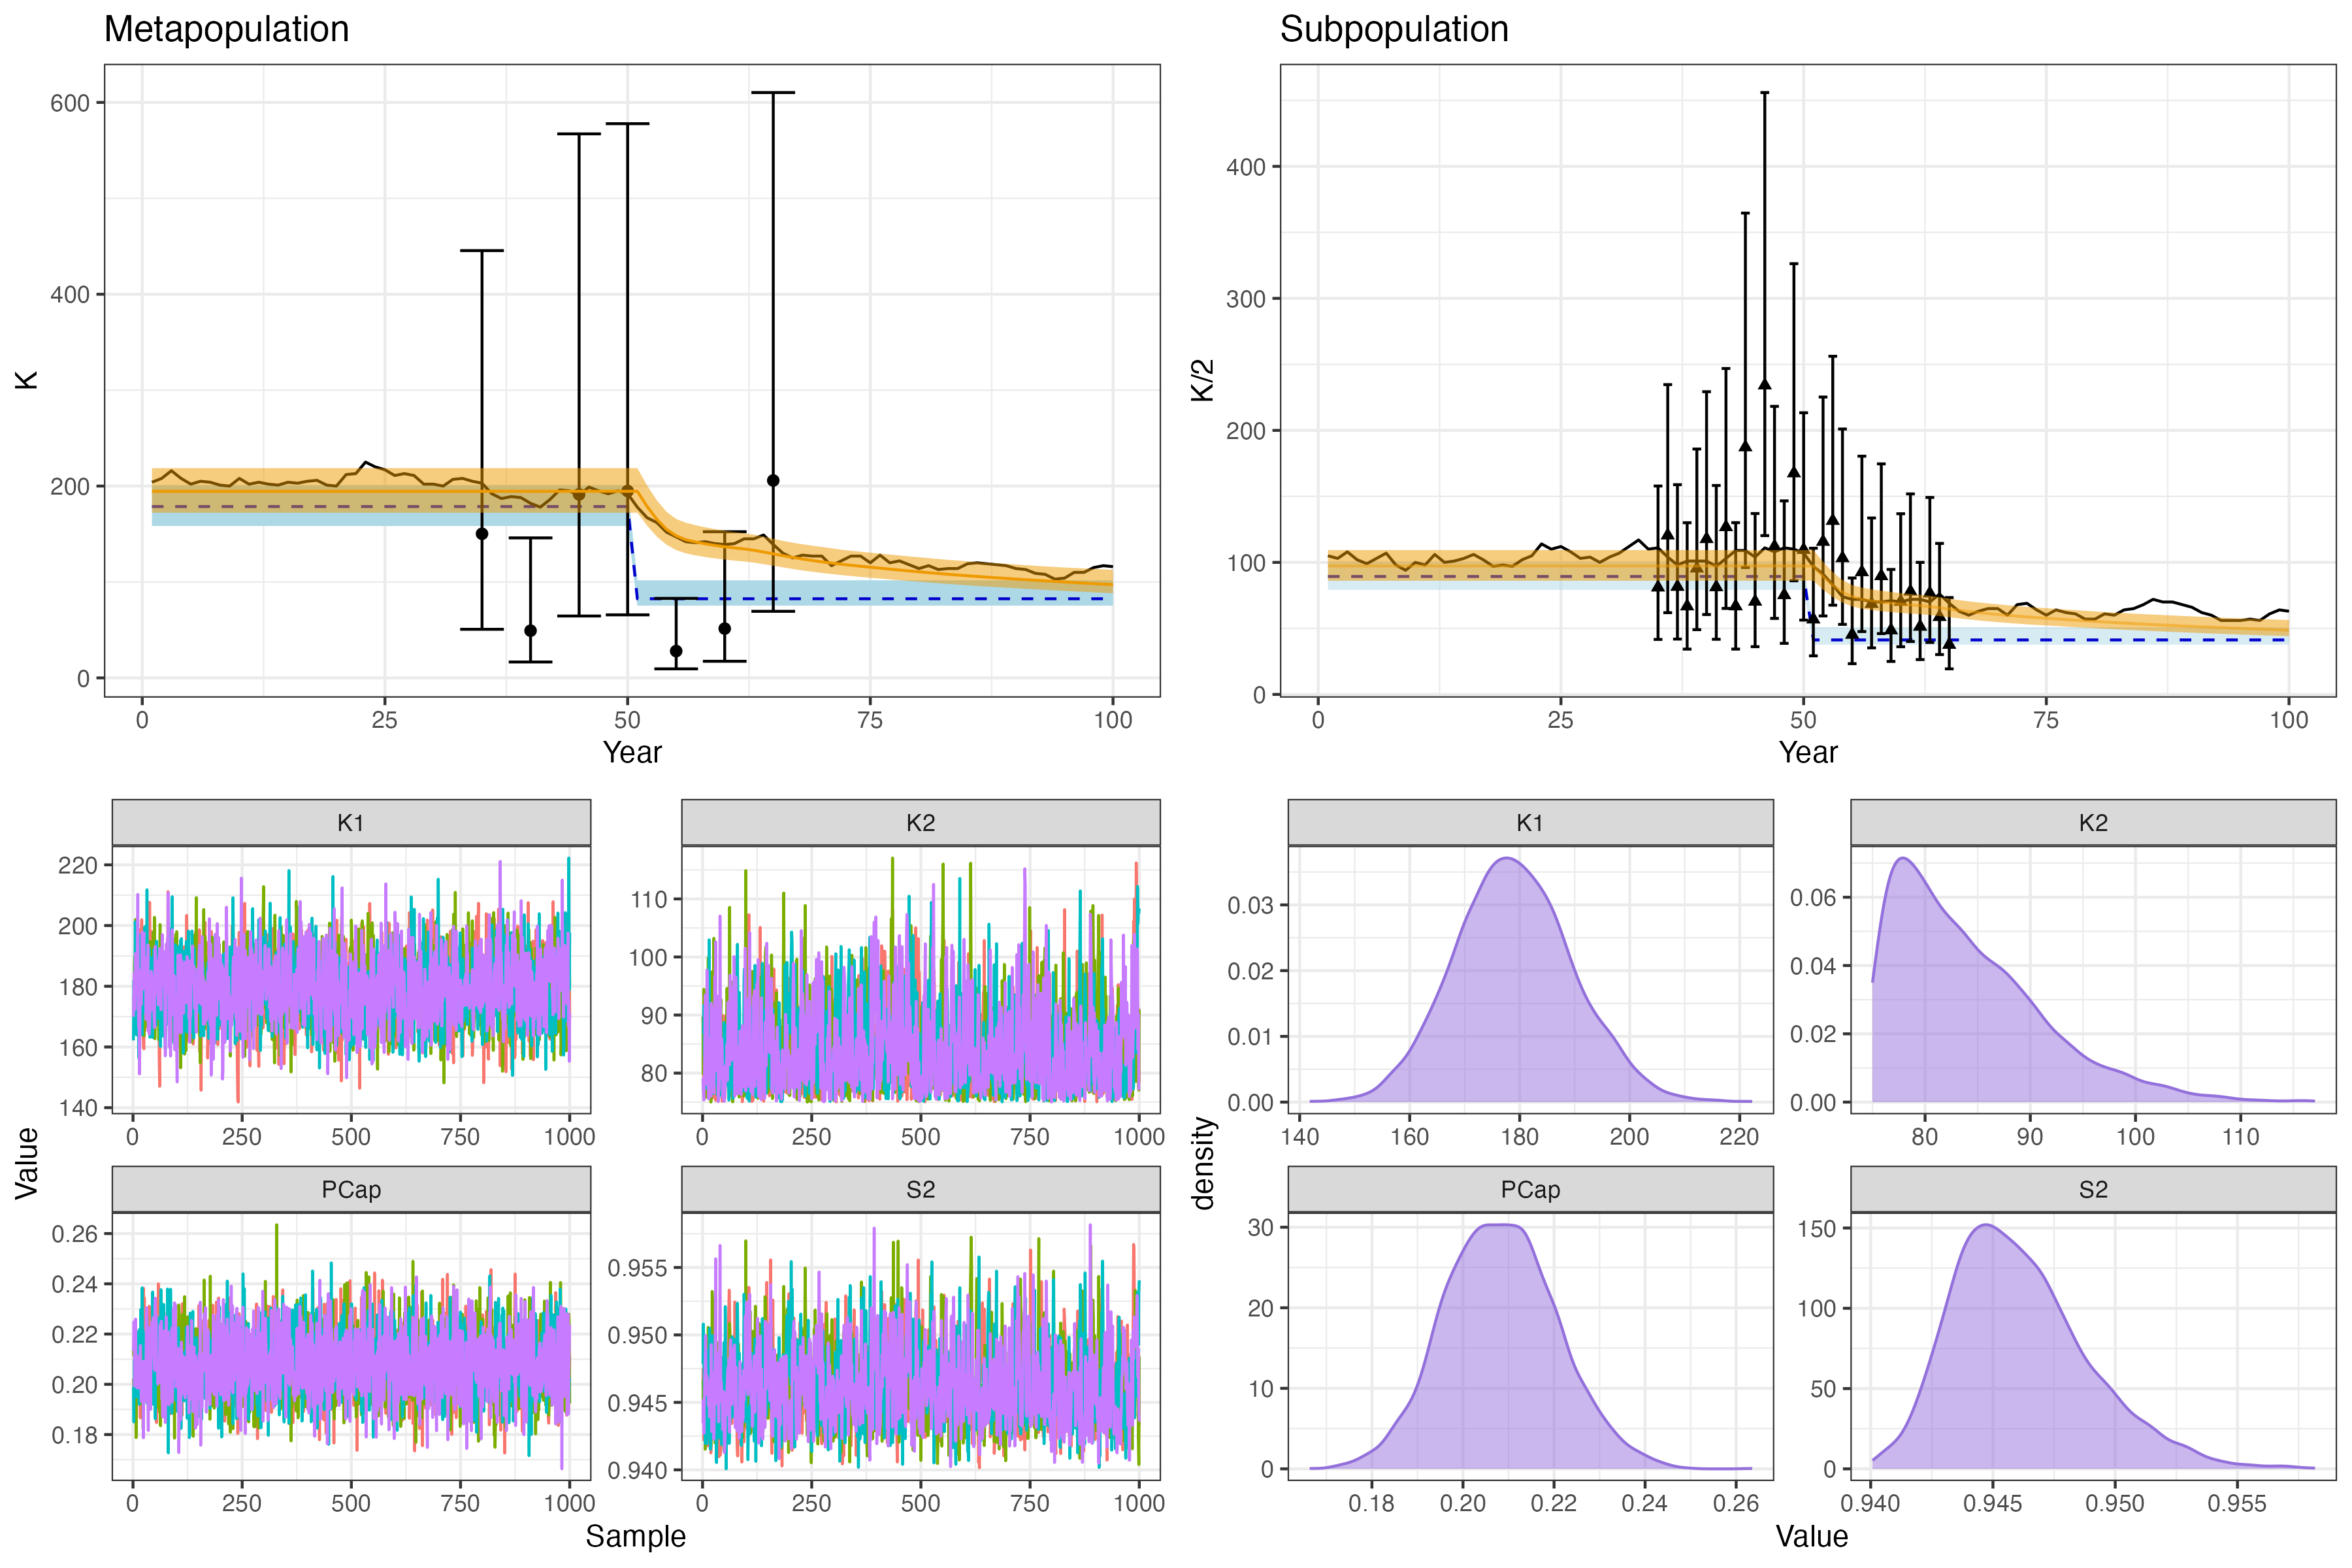 Metapopulation
Subpopulation
K
600
400
200
0
0 25 50 75 100
Year
K/2
400
300
200
100
0
0 25 50 75 100
Year
Value
K1
220
200
180
160
140
0 250 500 750 1000
K2
110
100
90
80
0 250 500 750 1000
PCap
0.26
0.24
0.22
0.20
0.18
0 250 500 750 1000
S2
0.955
0.950
0.945
0.940
0 250 500 750 1000
Sample
density
K1
0.03
0.02
0.01
0.00
140 160 180 200 220
K2
0.06
0.04
0.02
0.00
80 90 100 110
PCap
30
20
10
0
0.18 0.20 0.22 0.24 0.26
S2
150
100
50
0
0.940 0.945 0.950 0.955
Value